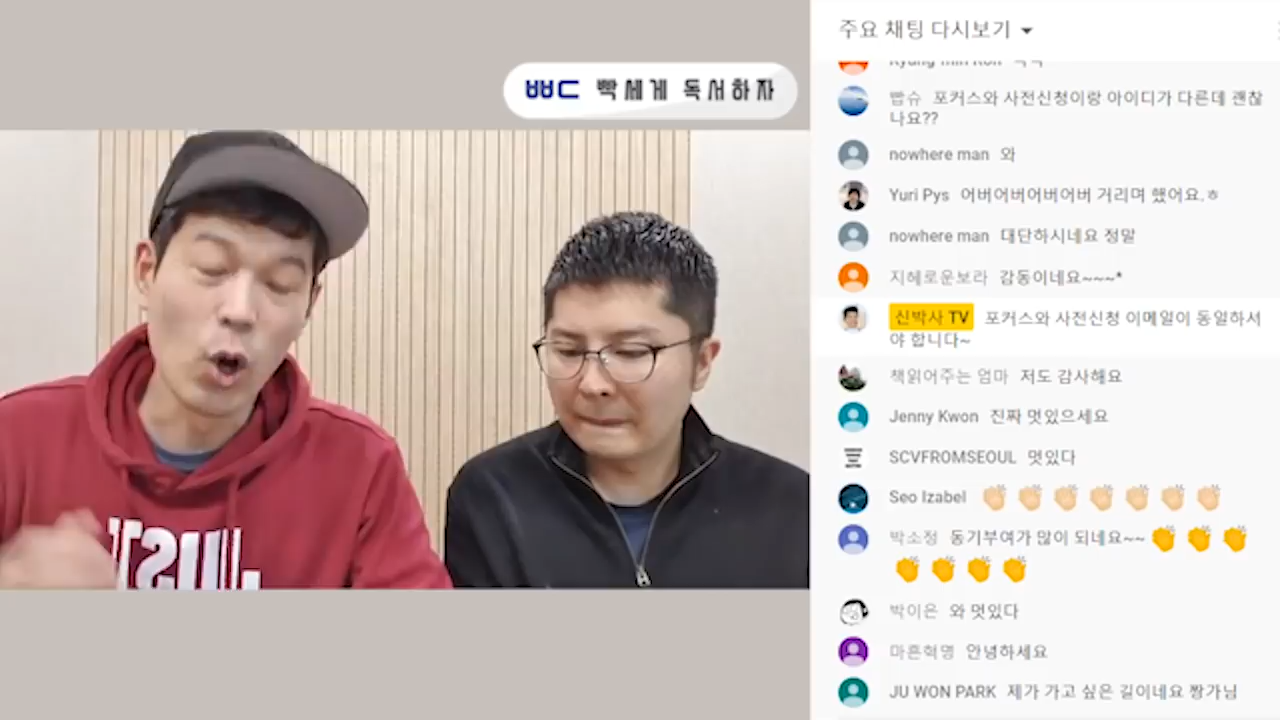 주요 채팅 다시보기
ㅃㄷ 빡세게 독서하자
빱슈 포커스와 사전신청이랑 아이디가 다른데 괜찮
나요??
nowhere man 와
Yuri Pys 어버어버어버어버 거리며 했어요.ㅎ
nowhere man 대단하시네요 정말
지혜로운보라 감동이네요~~~*
신박사 TV 포커스와 사전신청 이메일이 동일하셔
야 합니다~
책읽어주는 엄마 저도 감사해요
Jenny Kwon 진짜 멋있으세요
SCVFROMSEOUL 멋있다
Seo Izabel 👏🏻👏🏻👏🏻👏🏻👏🏻👏🏻👏🏻
박소정 동기부여가 많이 되네요~~👏👏👏
👏👏👏👏
박이은 와 멋있다
마흔혁명 안녕하세요
JU WON PARK 제가 가고 싶은 길이네요 짱가님